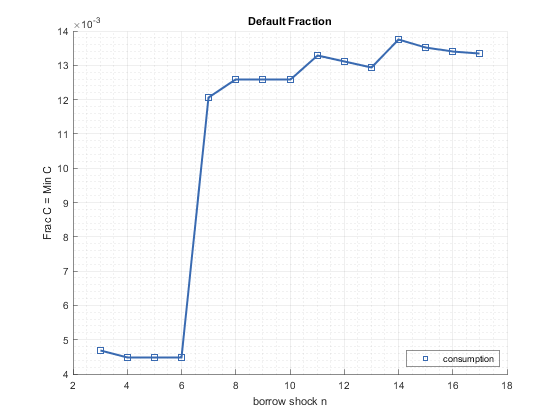 Default Fraction
×10⁻³
14
13
12
11
10
9
8
7
6
5
4
Frac C = Min C
2 4 6 8 10 12 14 16 18
borrow shock n
consumption